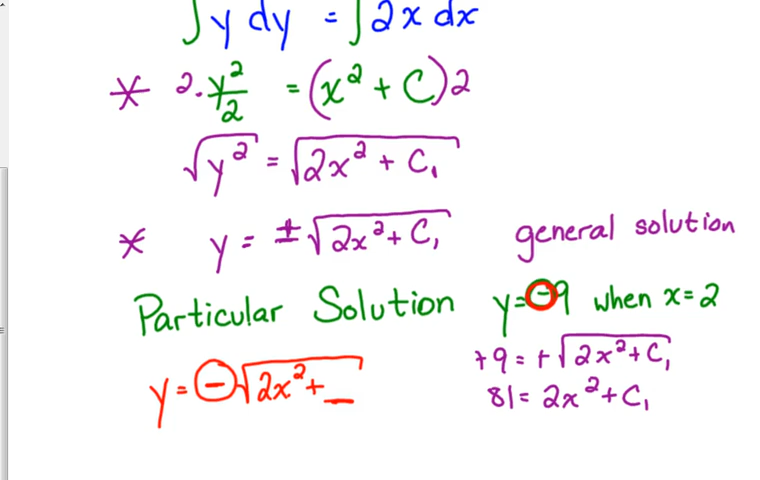 ∫y dy = ∫2x dx
* 2·y²/2 = (x² + C)2
√y² = √2x² + C₁
* y = ±√2x² + C₁ general solution
Particular Solution y = -9 when x = 2
+9 = +√2x² + C₁
y = -√2x² + _
81 = 2x² + C₁